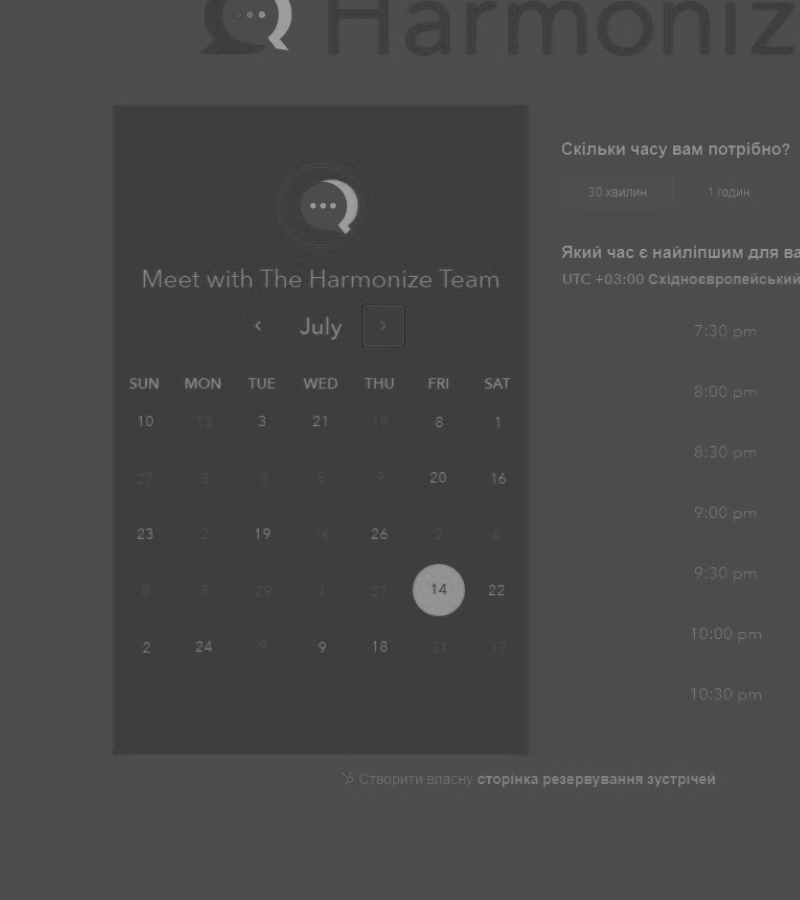 Harmoniz
Meet with The Harmonize Team
July
SUN MON TUE WED THU FRI SAT
10 13 3 21 19 8 1
27 3 3 5 9 20 16
23 2 19 16 26 2 6
8 9 29 1 27 14 22
2 24 9 9 18 31 17
Скільки часу вам потрібно?
30 хвилин 1 годин
Який час є найліпшим для ва
UTC +03:00 Східноєвропейський
7:30 pm
8:00 pm
8:30 pm
9:00 pm
9:30 pm
10:00 pm
10:30 pm
Створити власну сторінка резервування зустрічей